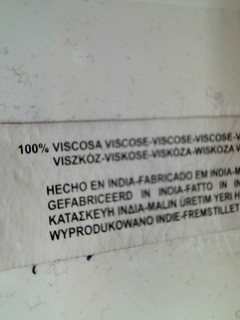 100% VISCOSA VISCOSE-VISCOSE-VISCOSE-V
VISZKÓZ-VISKOSE-VISKÓZA-WISKOZA V
HECHO EN INDIA-FABRICADO EM INDIA-M
GEFABRICEERD IN INDIA-FATTO IN IN
ΚΑΤΑΣΚΕΥΗ ΙΝΔΙΑ-MALIN ÜRETIM YERI H
WYPRODUKOWANO INDIE-FREMSTILLET